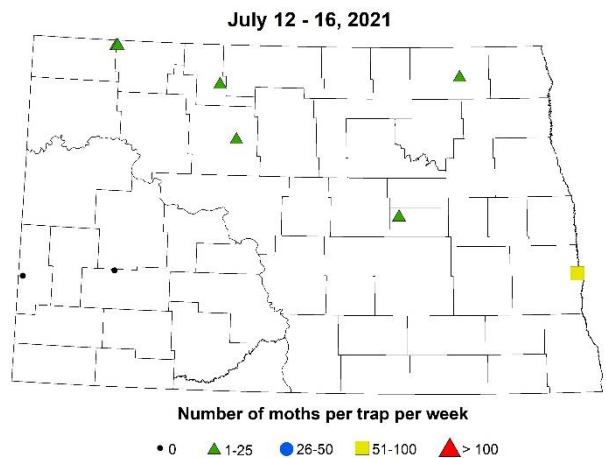 July 12 - 16, 2021
Number of moths per trap per week
0 1-25 26-50 51-100 > 100